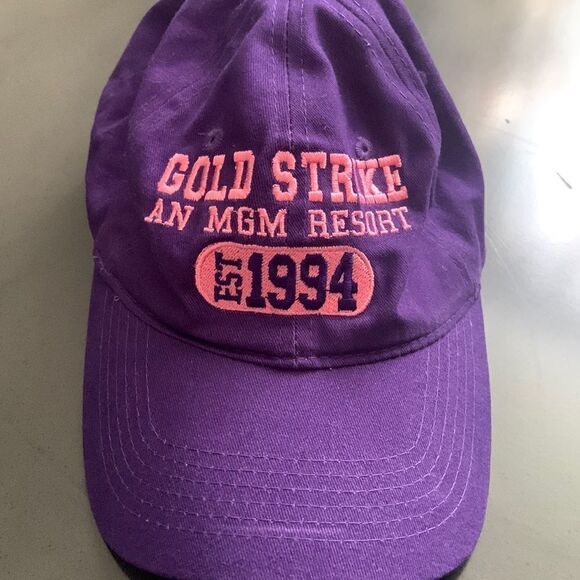 GOLD STRIKE
AN MGM RESORT
EST 1994